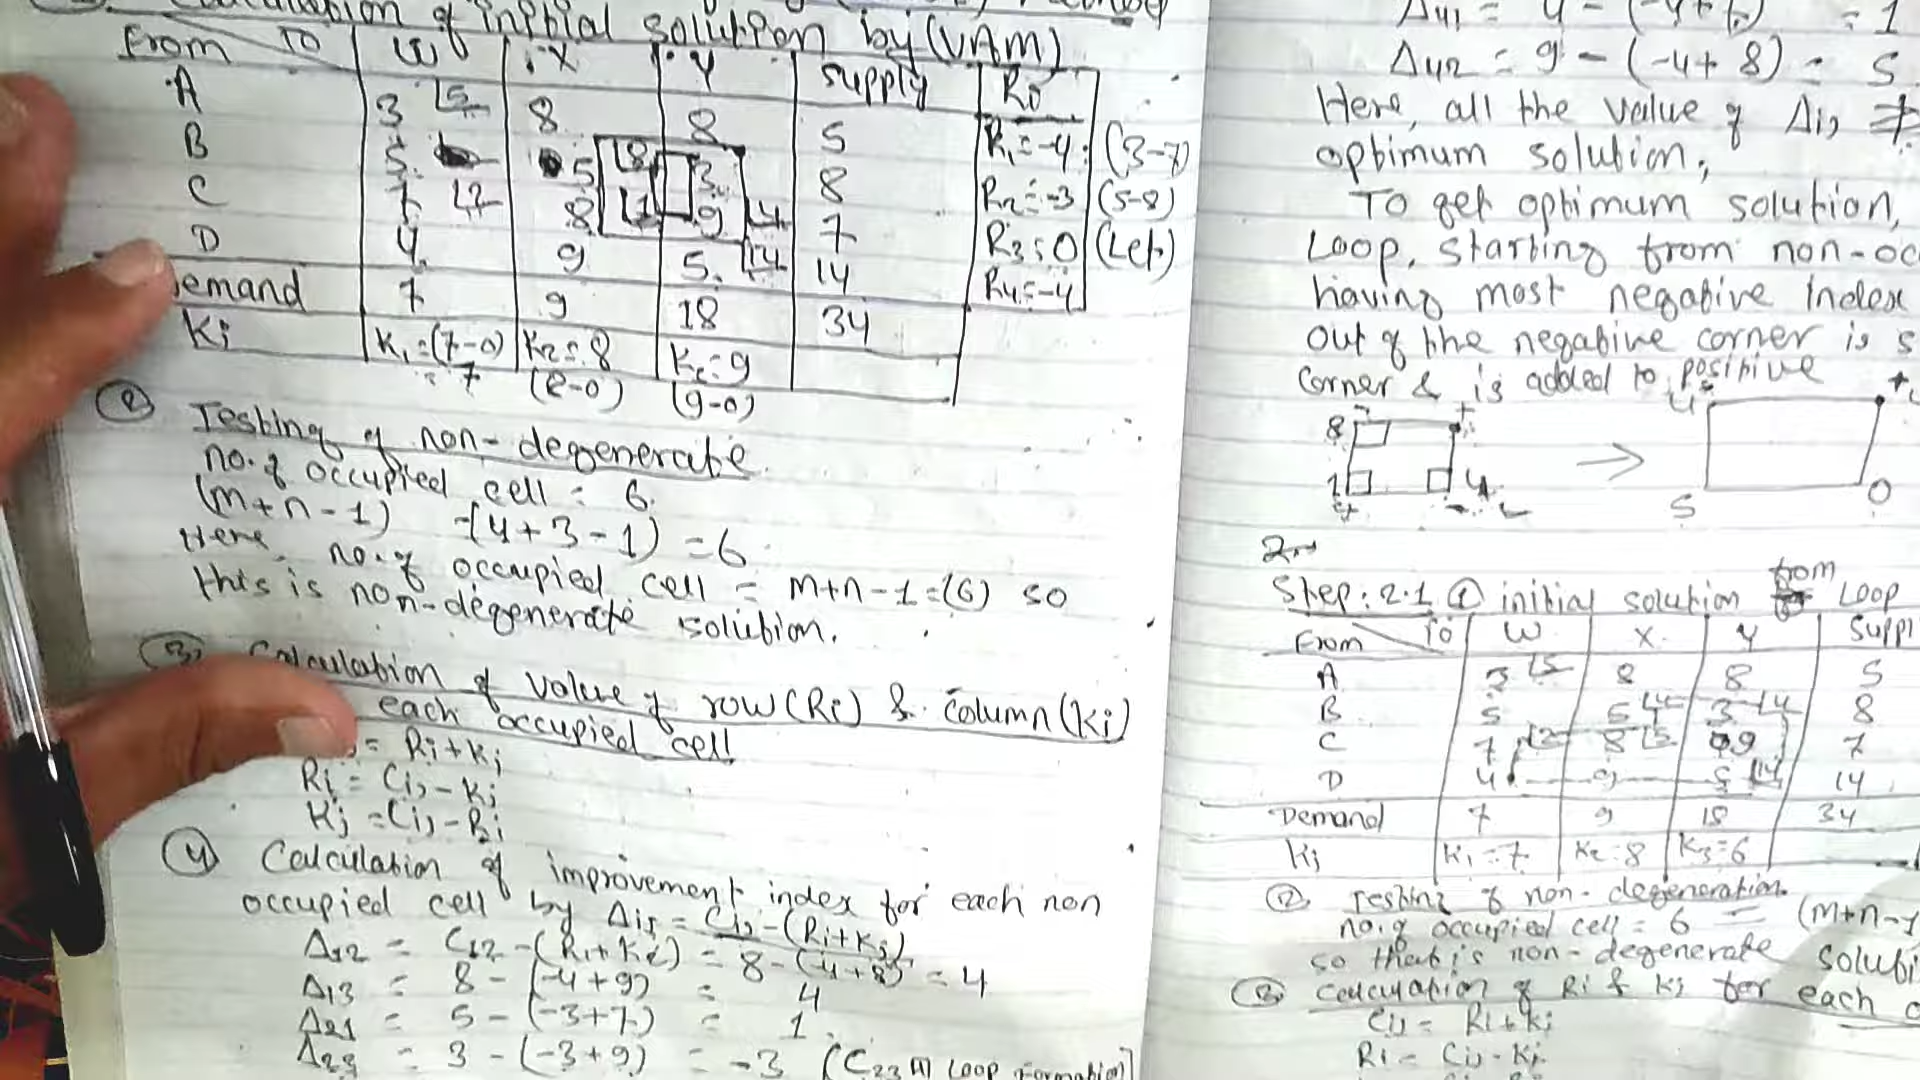 of initial solution by (VAM)
From To W X Y supply Ri
A 3 5 8 8 5 R1=-4 (3-7)
B 5 5 8 3 8 R2=-3 (5-8)
C 7 2 8 1 9 4 7 R3=0 (Let)
D 4 9 5 14 14 R4=-4
Demand 7 9 18 34
Kj K1=(7-0) K2=8 9
=7 (8-0) (9-0)
② Testing of non-degenerate
no. of occupied cell = 6.
(m+n-1) (4+3-1) = 6
Here, no. of occupied cell = m+n-1=(6) so
this is non-degenerate solution.
③ Calculation of value of row (Ri) & column (Kj)
each occupied cell
= Ri+Kj
Ri = Cij - Kj
Kj = Cij - Ri
④ Calculation of improvement index for each non
occupied cell by Δij = Cij - (Ri+Kj)
Δ12 = C12 - (R1+K2) = 8 - (4+8) = 4
Δ13 = 8 - (-4+9) = 4
Δ21 = 5 - (-3+7) = 1
Δ23 = 3 - (-3+9) = -3 (C23 Loop Formation)
Δ41 = 4 = 1
Δ42 = 9 - (-4+8) = 5
Here, all the value of Δij ≠
optimum solution,
To get optimum solution,
Loop, starting from non-oc
having most negative Index
out of the negative corner is s
corner & is added to positive
8 - +
1 + 4 -
4 +
5 0
2nd
Step: 2.1 ① initial solution from Loop
From To W X Y Suppl
A 3 5 8 8 5
B 5 5 4 3 4 8
C 7 2 8 5 9 7
D 4 9 5 14 14
Demand 7 9 18 34
Kj K1=7 K2=8 K3=6
② Testing of non-degeneration.
no. of occupied cell = 6 = (m+n-1
so that is non-degenerate soluti
③ calculation of Ri & Kj for each
Cij = Ri+Kj
Ri = Cij - Kj